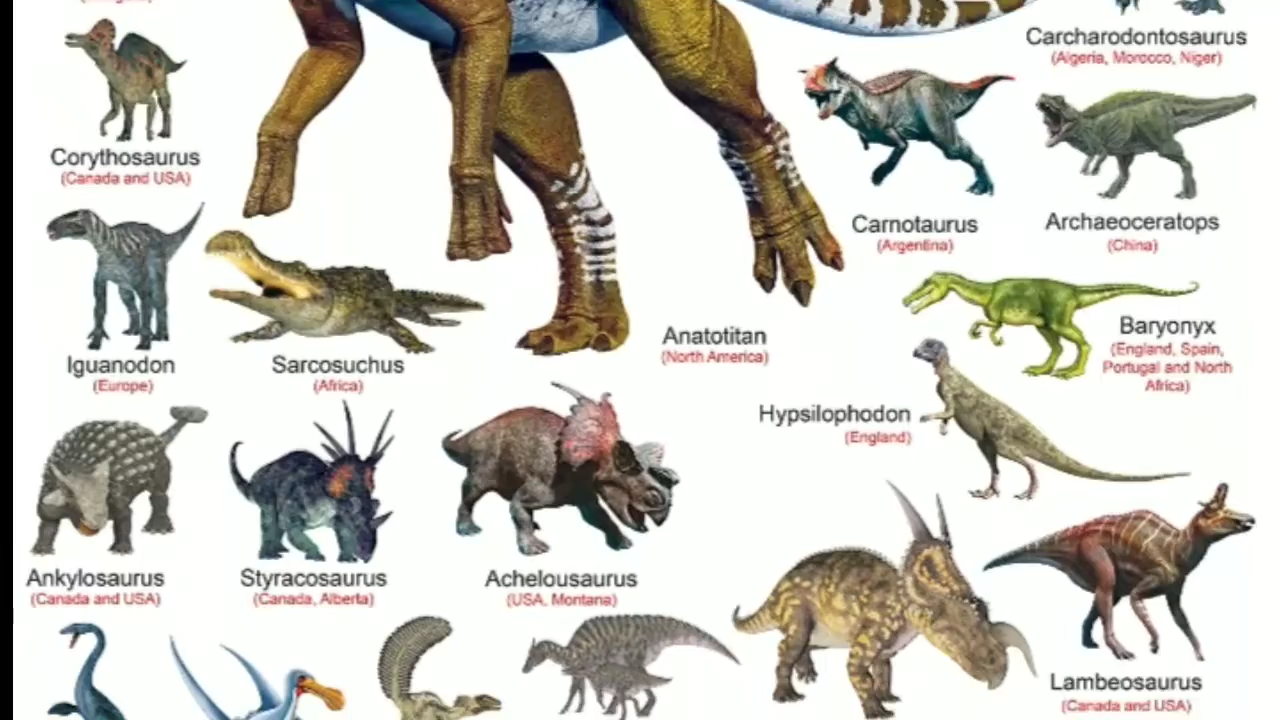 Carcharodontosaurus
(Algeria, Morocco, Niger)
Corythosaurus
(Canada and USA)
Carnotaurus
(Argentina)
Archaeoceratops
(China)
Iguanodon
(Europe)
Sarcosuchus
(Africa)
Anatotitan
(North America)
Baryonyx
(England, Spain,
Portugal and North
Africa)
Hypsilophodon
(England)
Ankylosaurus
(Canada and USA)
Styracosaurus
(Canada, Alberta)
Achelousaurus
(USA, Montana)
Lambeosaurus
(Canada and USA)